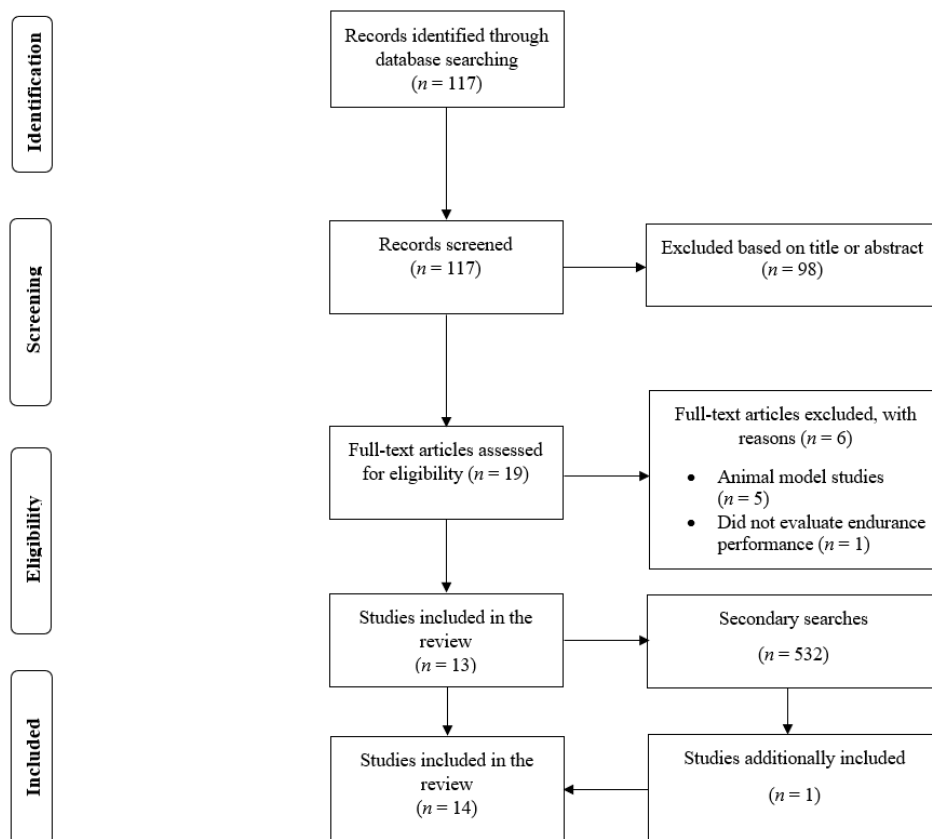 Identification
Records identified through
database searching
(n = 117)
Screening
Records screened
(n = 117)
Excluded based on title or abstract
(n = 98)
Eligibility
Full-text articles assessed
for eligibility (n = 19)
Full-text articles excluded, with
reasons (n = 6)
• Animal model studies
(n = 5)
• Did not evaluate endurance
performance (n = 1)
Studies included in the
review
(n = 13)
Secondary searches
(n = 532)
Included
Studies included in the
review
(n = 14)
Studies additionally included
(n = 1)